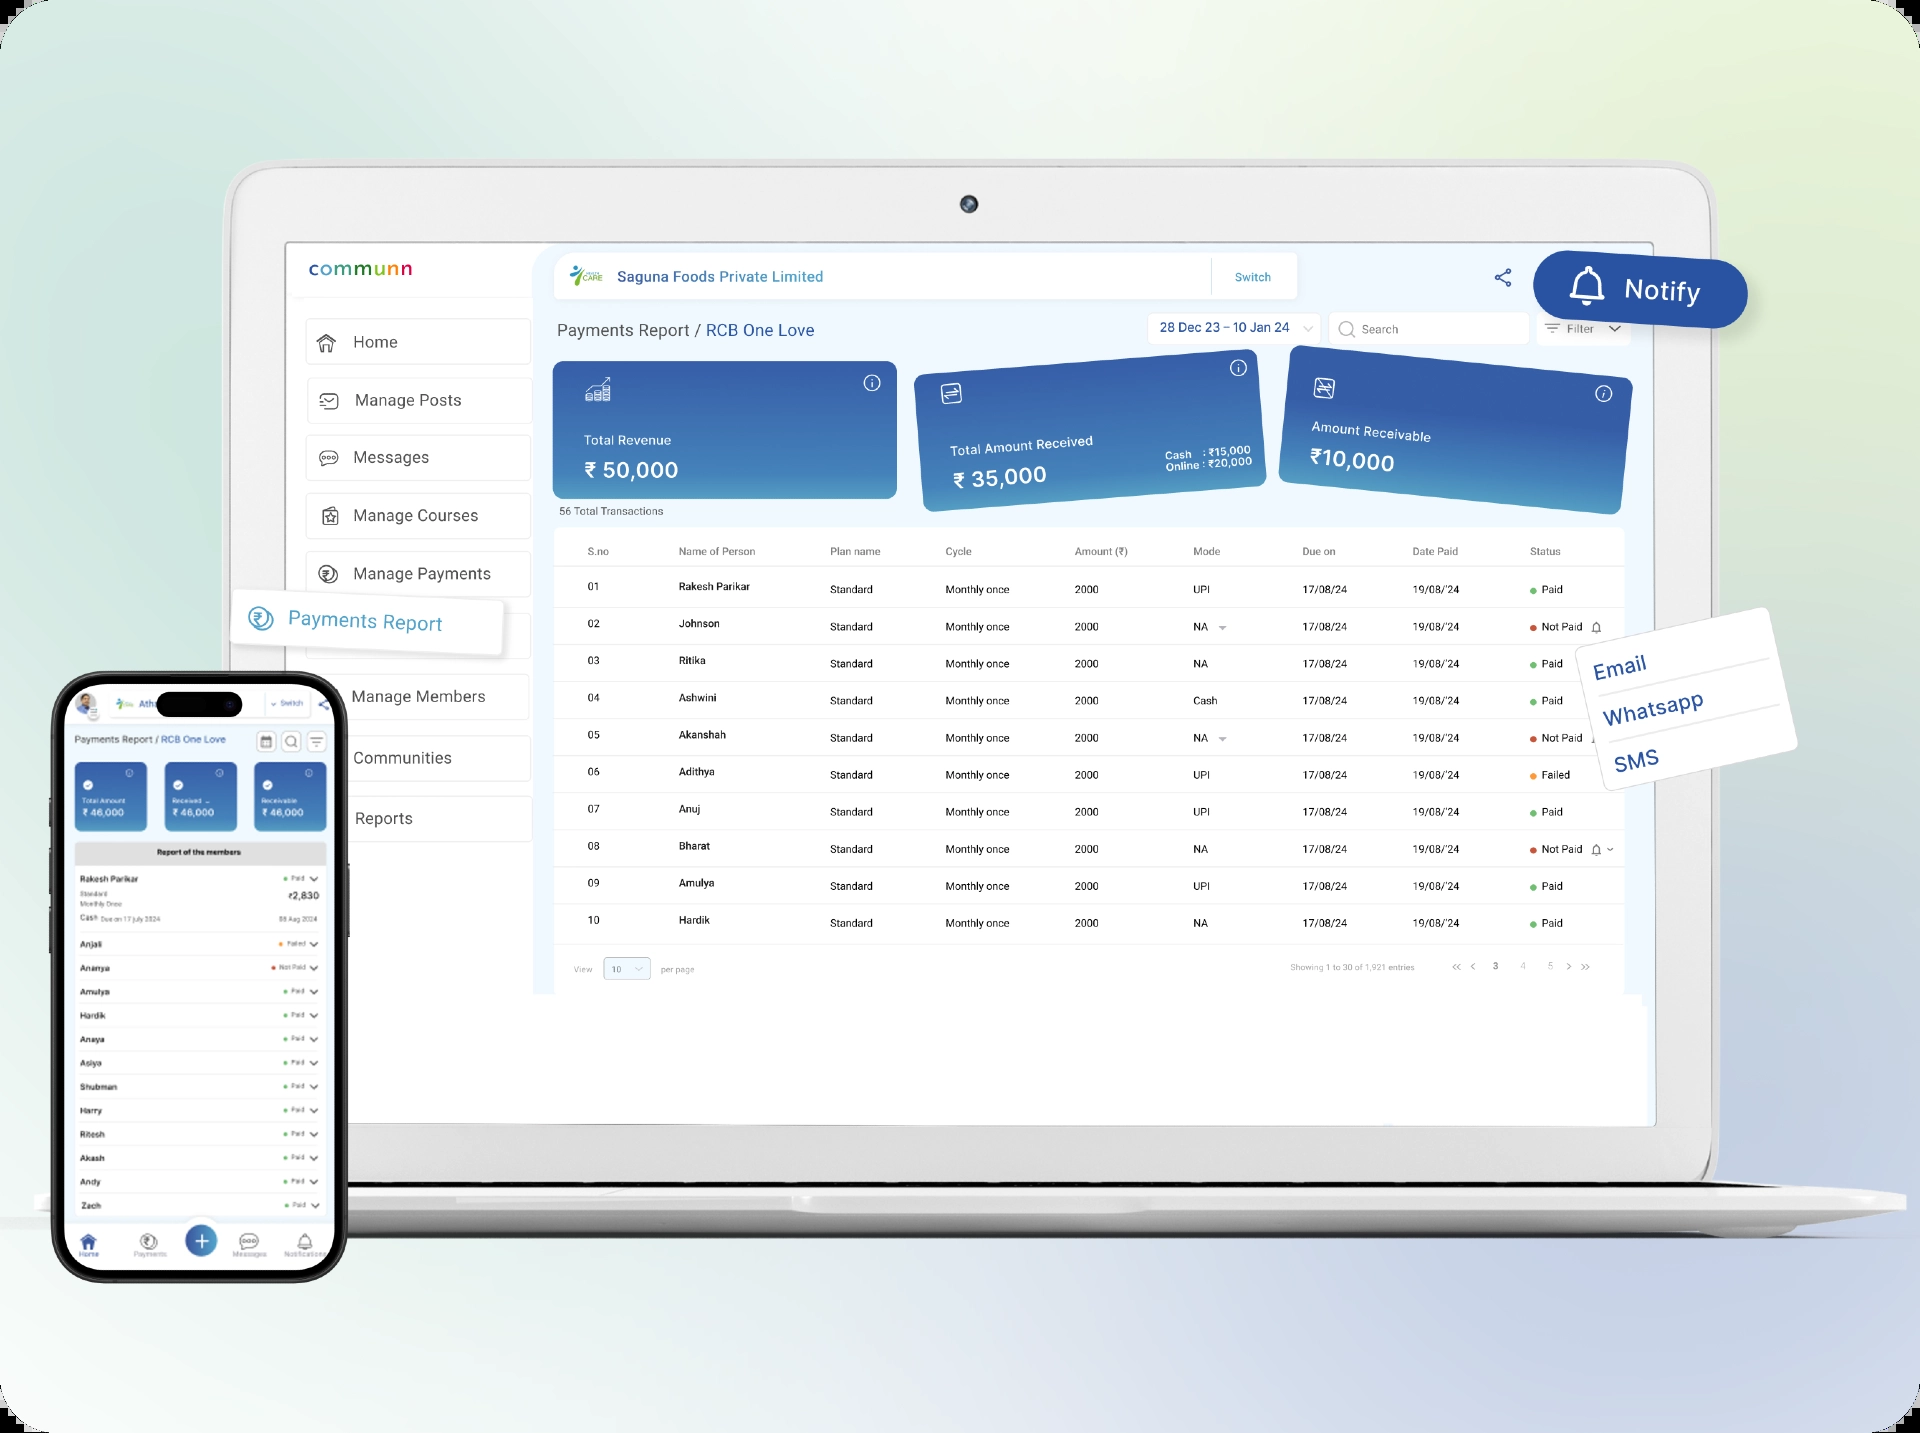 communn
CARE
Saguna Foods Private Limited
Switch
Notify
Home
Manage Posts
Messages
Manage Courses
Manage Payments
Payments Report
Manage Members
Communities
Reports
Payments Report / RCB One Love
28 Dec 23 – 10 Jan 24
Search
Filter
Total Revenue
₹ 50,000
Total Amount Received
₹ 35,000
Cash : ₹15,000
Online : ₹20,000
Amount Receivable
₹10,000
56 Total Transactions
S.no Name of Person Plan name Cycle Amount (₹) Mode Due on Date Paid Status
01 Rakesh Parikar Standard Monthly once 2000 UPI 17/08/24 19/08/'24 Paid
02 Johnson Standard Monthly once 2000 NA 17/08/24 19/08/'24 Not Paid
03 Ritika Standard Monthly once 2000 NA 17/08/24 19/08/'24 Paid
04 Ashwini Standard Monthly once 2000 Cash 17/08/24 19/08/'24 Paid
05 Akanshah Standard Monthly once 2000 NA 17/08/24 19/08/'24 Not Paid
06 Adithya Standard Monthly once 2000 UPI 17/08/24 19/08/'24 Failed
07 Anuj Standard Monthly once 2000 UPI 17/08/24 19/08/'24 Paid
08 Bharat Standard Monthly once 2000 NA 17/08/24 19/08/'24 Not Paid
09 Amulya Standard Monthly once 2000 UPI 17/08/24 19/08/'24 Paid
10 Hardik Standard Monthly once 2000 NA 17/08/24 19/08/'24 Paid
View 10 per page
Showing 1 to 30 of 1,921 entries
« < 3 4 5 > »
Email
Whatsapp
SMS
Switch
Payments Report / RCB One Love
Total Amount
₹ 46,000
Received ...
₹ 46,000
Receivable
₹ 46,000
Report of the members
Rakesh Parikar Paid
Standard ₹2,830
Monthly Once
Cash Due on 17 july 2024 08 Aug 2024
Anjali Failed
Ananya Not Paid
Amulya Paid
Hardik Paid
Anaya Paid
Asiya Paid
Shubman Paid
Harry Paid
Ritesh Paid
Akash Paid
Andy Paid
Zach Paid
Home Payments Messages Notifications